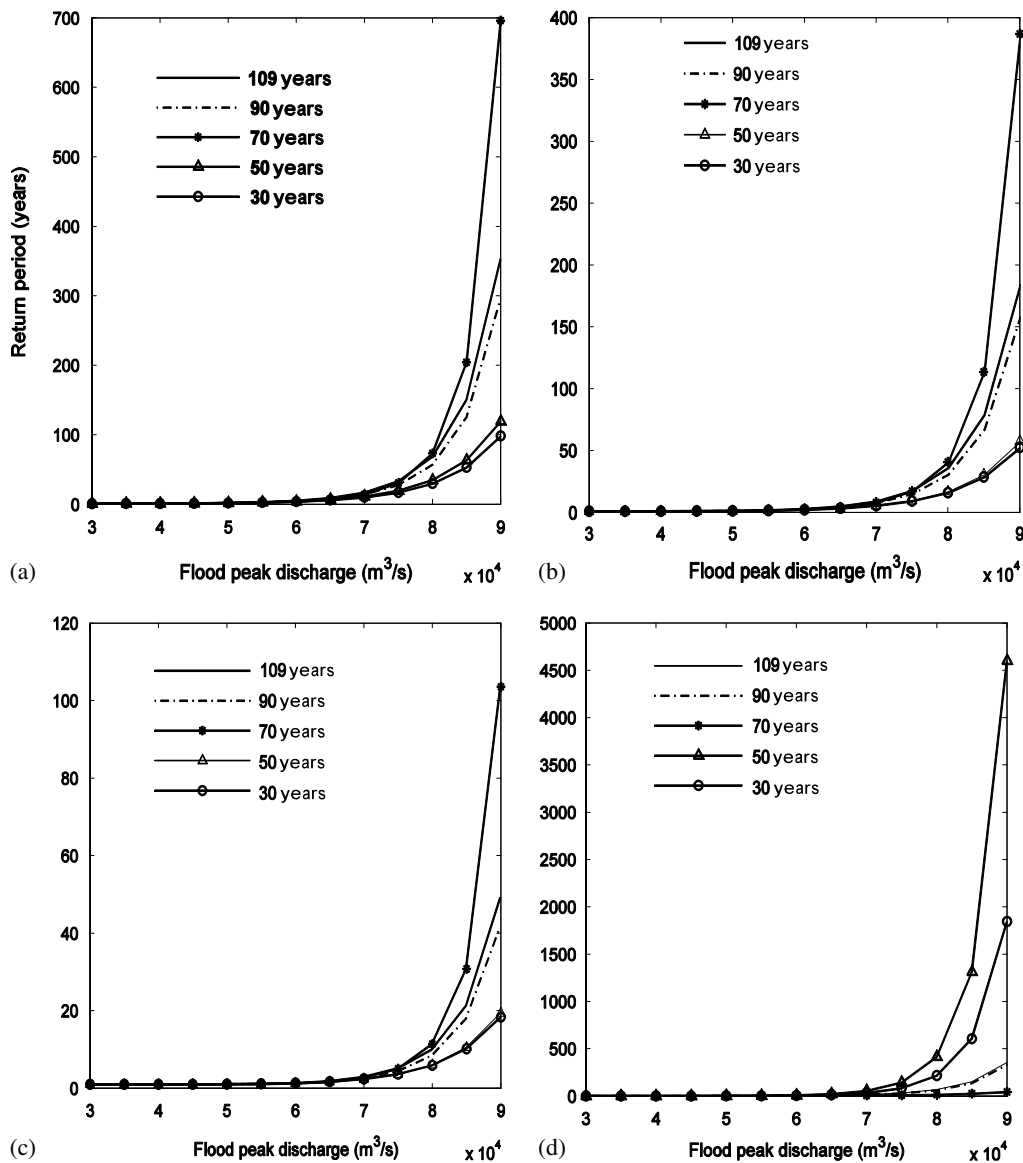 700
600
500
400
300
200
100
0
Return period (years)
109 years
90 years
70 years
50 years
30 years
3 4 5 6 7 8 9
(a) Flood peak discharge (m³/s) x 10⁴
400
350
300
250
200
150
100
50
0
109 years
90 years
70 years
50 years
30 years
3 4 5 6 7 8 9
(b) Flood peak discharge (m³/s) x 10⁴
120
100
80
60
40
20
0
109 years
90 years
70 years
50 years
30 years
3 4 5 6 7 8 9
(c) Flood peak discharge (m³/s) x 10⁴
5000
4500
4000
3500
3000
2500
2000
1500
1000
500
0
109 years
90 years
70 years
50 years
30 years
3 4 5 6 7 8 9
(d) Flood peak discharge (m³/s) x 10⁴